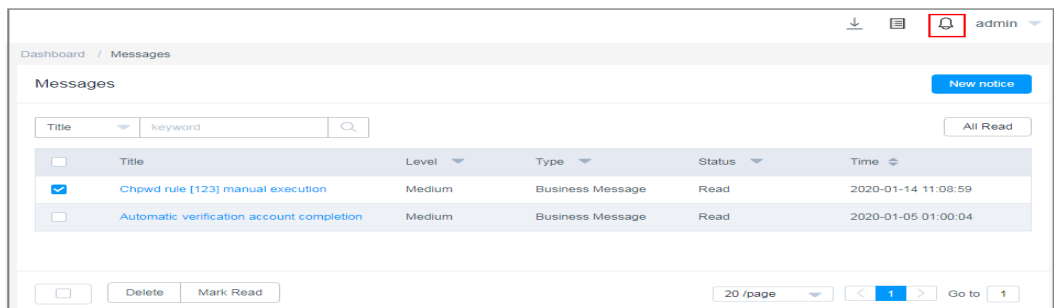 admin
Dashboard / Messages
Messages
New notice
Title keyword
All Read
Title Level Type Status Time
Chpwd rule [123] manual execution Medium Business Message Read 2020-01-14 11:08:59
Automatic verification account completion Medium Business Message Read 2020-01-05 01:00:04
Delete Mark Read 20 /page < 1 > Go to 1